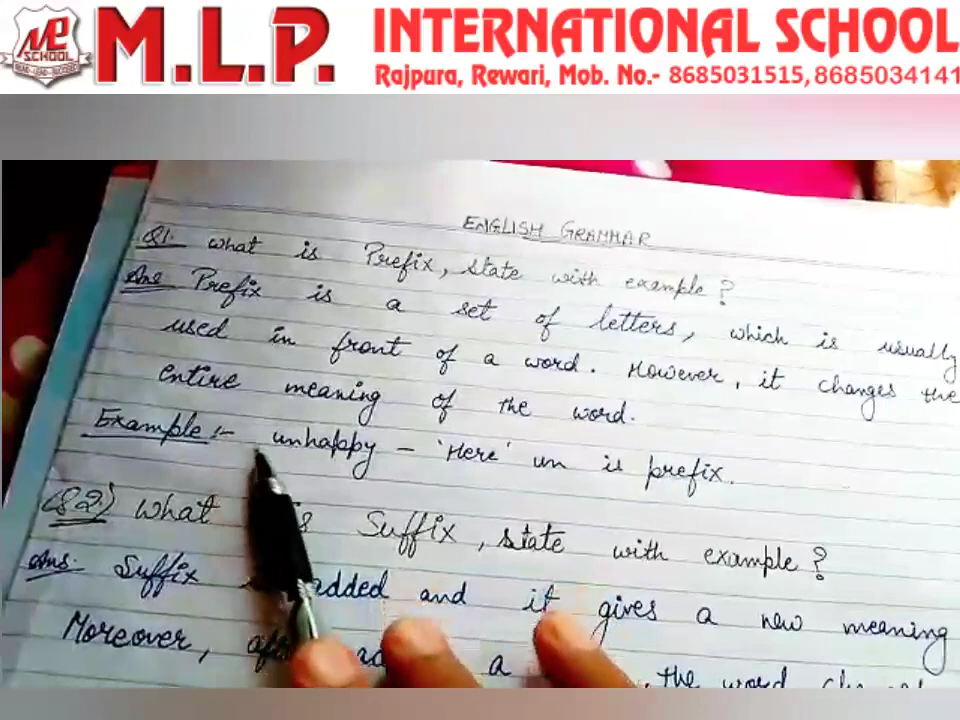 MLP
SCHOOL
M.L.P. INTERNATIONAL SCHOOL
Rajpura, Rewari, Mob. No.- 8685031515, 8685034141
ENGLISH GRAMMAR
Q1. what is Prefix, state with example?
Ans Prefix is a set of letters, which is usually
used in front of a word. However, it changes the
entire meaning of the word.
Example:- unhappy - 'Here' un is prefix.
(Q2.) What is Suffix, state with example?
Ans. Suffix added and it gives a new meaning
Moreover, a the word